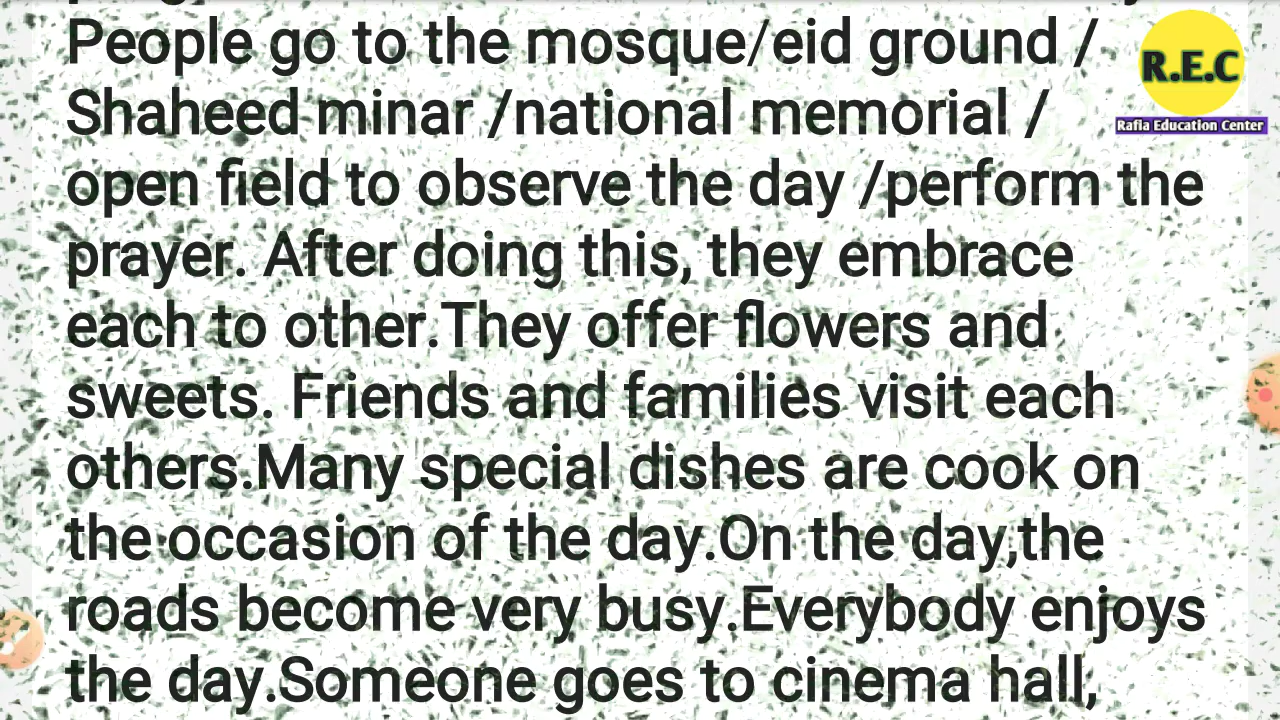 People go to the mosque/eid ground /
Shaheed minar /national memorial /
open field to observe the day /perform the
prayer. After doing this, they embrace
each to other.They offer flowers and
sweets. Friends and families visit each
others.Many special dishes are cook on
the occasion of the day.On the day,the
roads become very busy.Everybody enjoys
the day.Someone goes to cinema hall,
R.E.C
Rafia Education Center